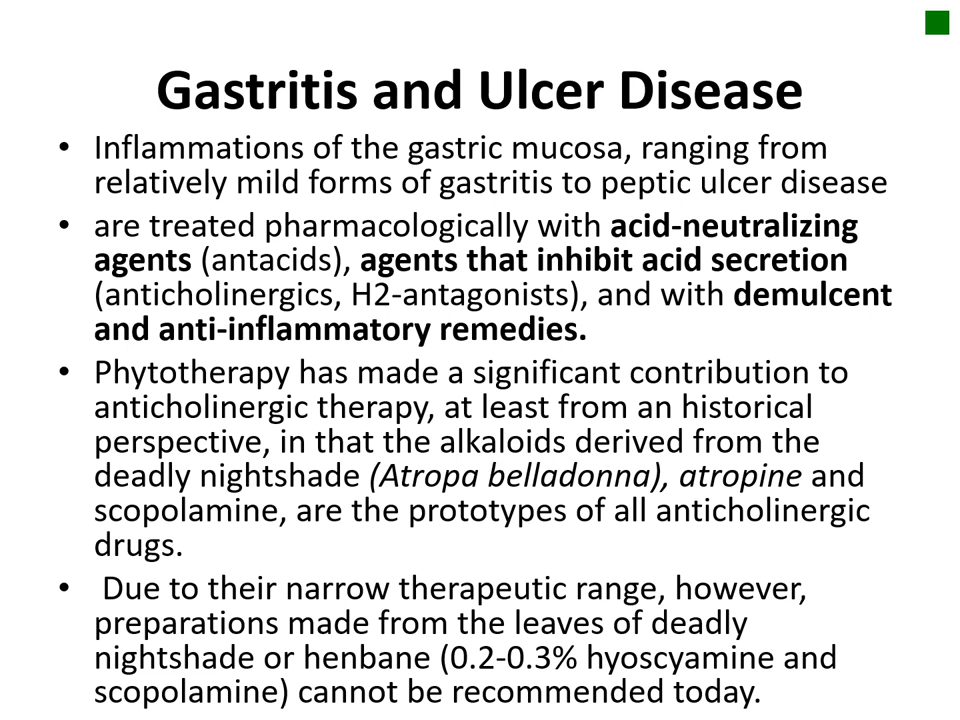 Gastritis and Ulcer Disease
• Inflammations of the gastric mucosa, ranging from
relatively mild forms of gastritis to peptic ulcer disease
• are treated pharmacologically with acid-neutralizing
agents (antacids), agents that inhibit acid secretion
(anticholinergics, H2-antagonists), and with demulcent
and anti-inflammatory remedies.
• Phytotherapy has made a significant contribution to
anticholinergic therapy, at least from an historical
perspective, in that the alkaloids derived from the
deadly nightshade (Atropa belladonna), atropine and
scopolamine, are the prototypes of all anticholinergic
drugs.
• Due to their narrow therapeutic range, however,
preparations made from the leaves of deadly
nightshade or henbane (0.2-0.3% hyoscyamine and
scopolamine) cannot be recommended today.